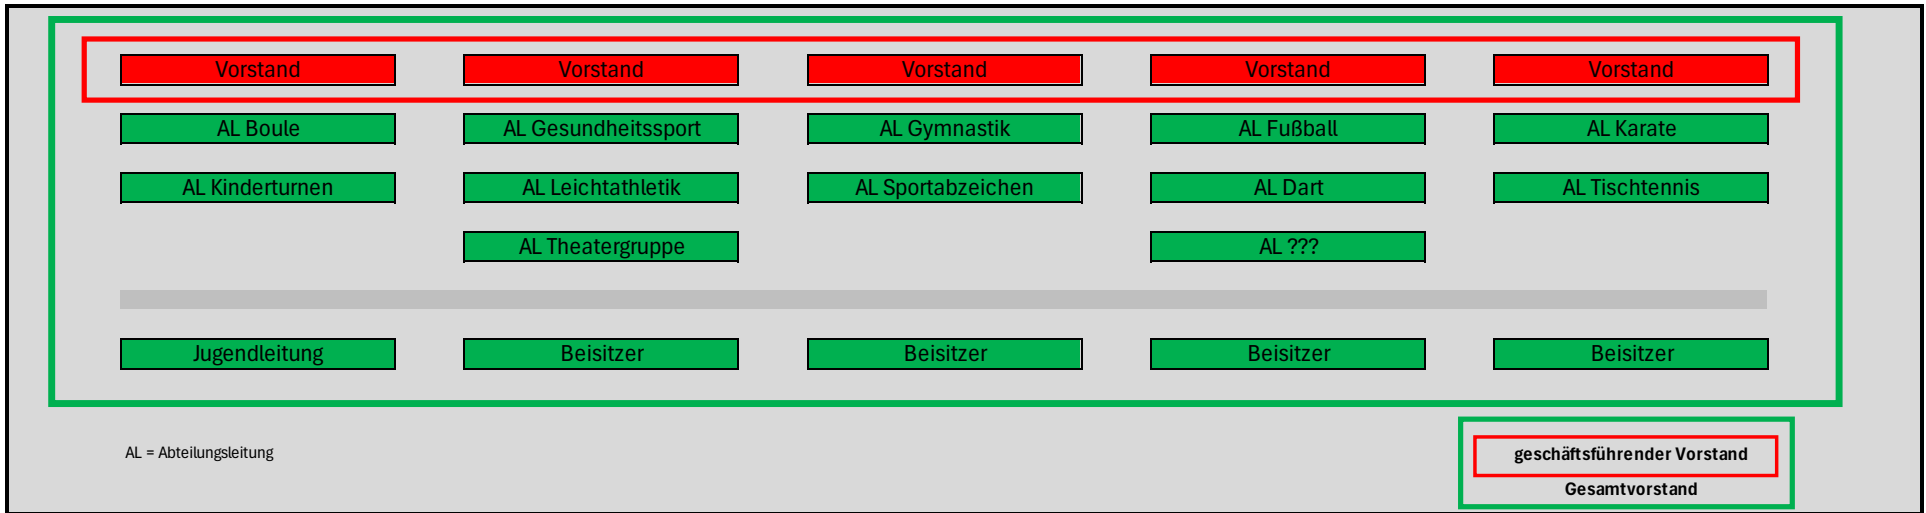 Vorstand Vorstand Vorstand Vorstand Vorstand
AL Boule AL Gesundheitssport AL Gymnastik AL Fußball AL Karate
AL Kinderturnen AL Leichtathletik AL Sportabzeichen AL Dart AL Tischtennis
AL Theatergruppe AL ???
Jugendleitung Beisitzer Beisitzer Beisitzer Beisitzer
AL = Abteilungsleitung
geschäftsführender Vorstand
Gesamtvorstand